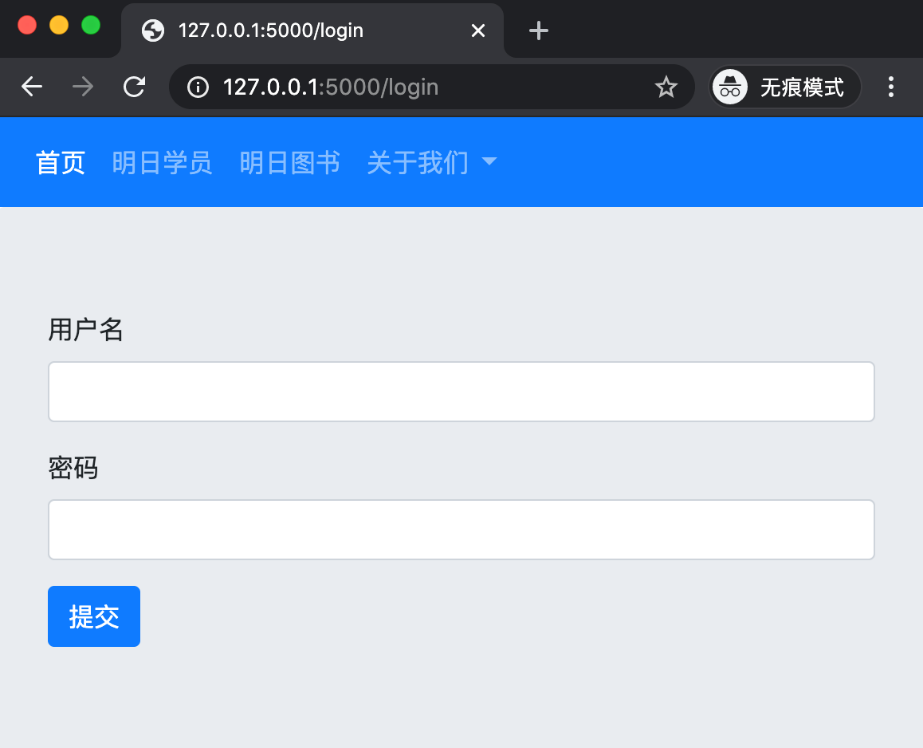 127.0.0.1:5000/login
127.0.0.1:5000/login 无痕模式
首页 明日学员 明日图书 关于我们
用户名
密码
提交